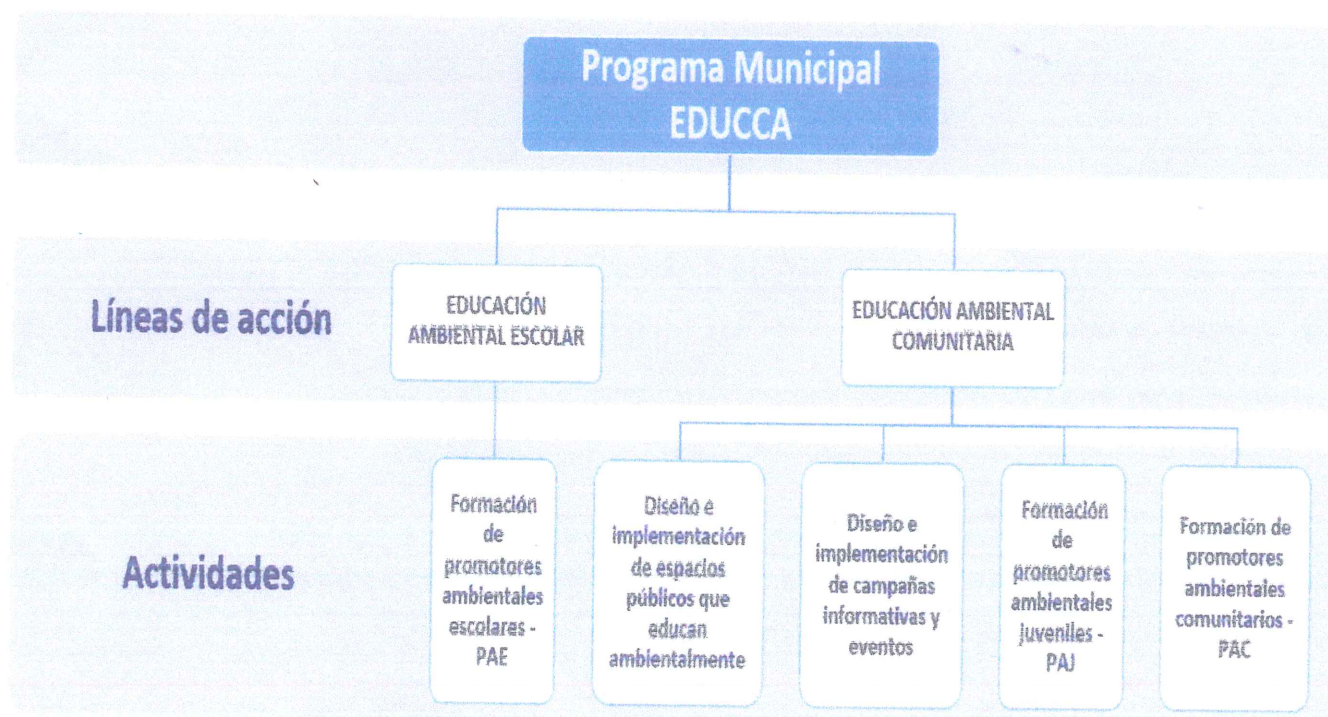 Programa Municipal
EDUCCA
Líneas de acción
EDUCACIÓN
AMBIENTAL ESCOLAR
EDUCACIÓN AMBIENTAL
COMUNITARIA
Actividades
Formación
de
promotores
ambientales
escolares -
PAE
Diseño e
implementación
de espacios
públicos que
educan
ambientalmente
Diseño e
implementación
de campañas
informativas y
eventos
Formación
de
promotores
ambientales
juveniles -
PAJ
Formación de
promotores
ambientales
comunitarios -
PAC